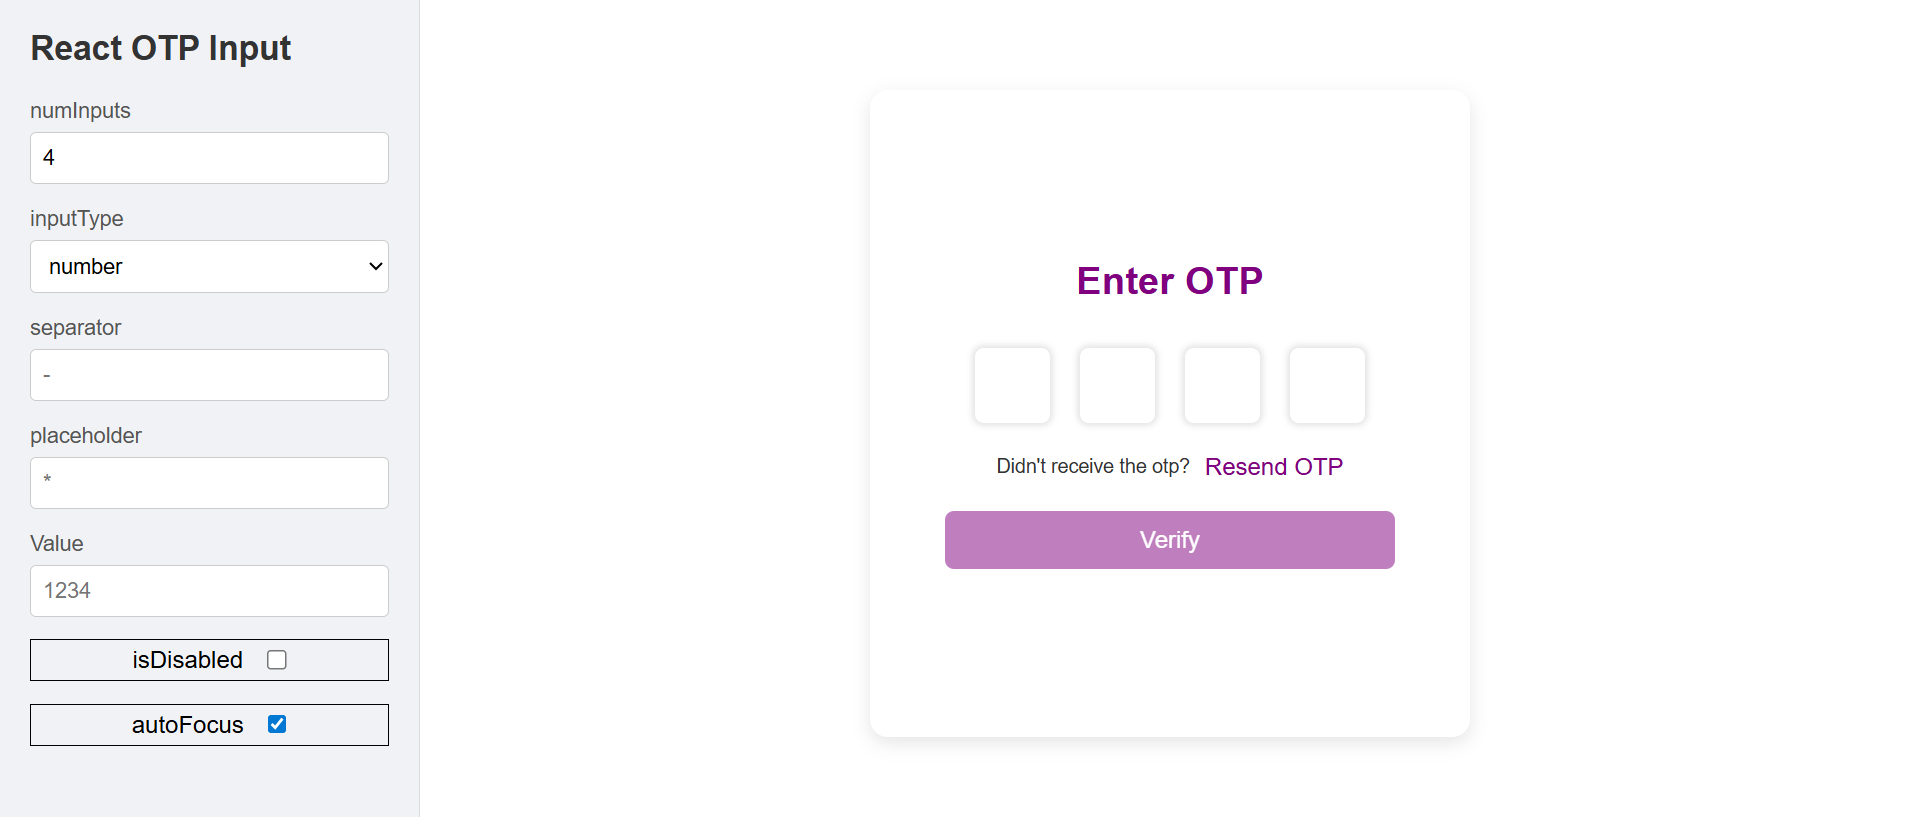 React OTP Input
numInputs
4
inputType
number
separator
-
placeholder
*
Value
1234
isDisabled
autoFocus
Enter OTP
Didn't receive the otp? Resend OTP
Verify